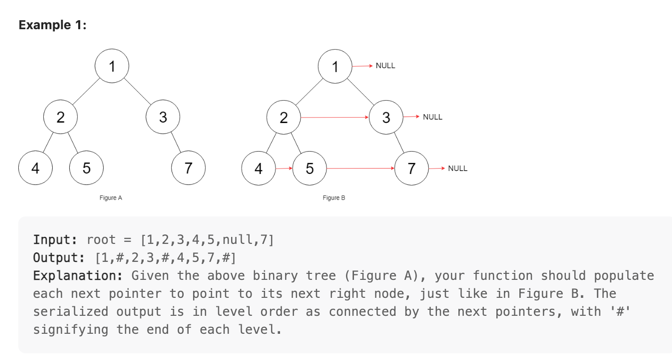 Example 1:
1
1
NULL
2
3
2
3
NULL
4
5
7
4
5
7
NULL
Figure A
Figure B
Input: root = [1,2,3,4,5,null,7]
Output: [1,#,2,3,#,4,5,7,#]
Explanation: Given the above binary tree (Figure A), your function should populate
each next pointer to point to its next right node, just like in Figure B. The
serialized output is in level order as connected by the next pointers, with '#'
signifying the end of each level.